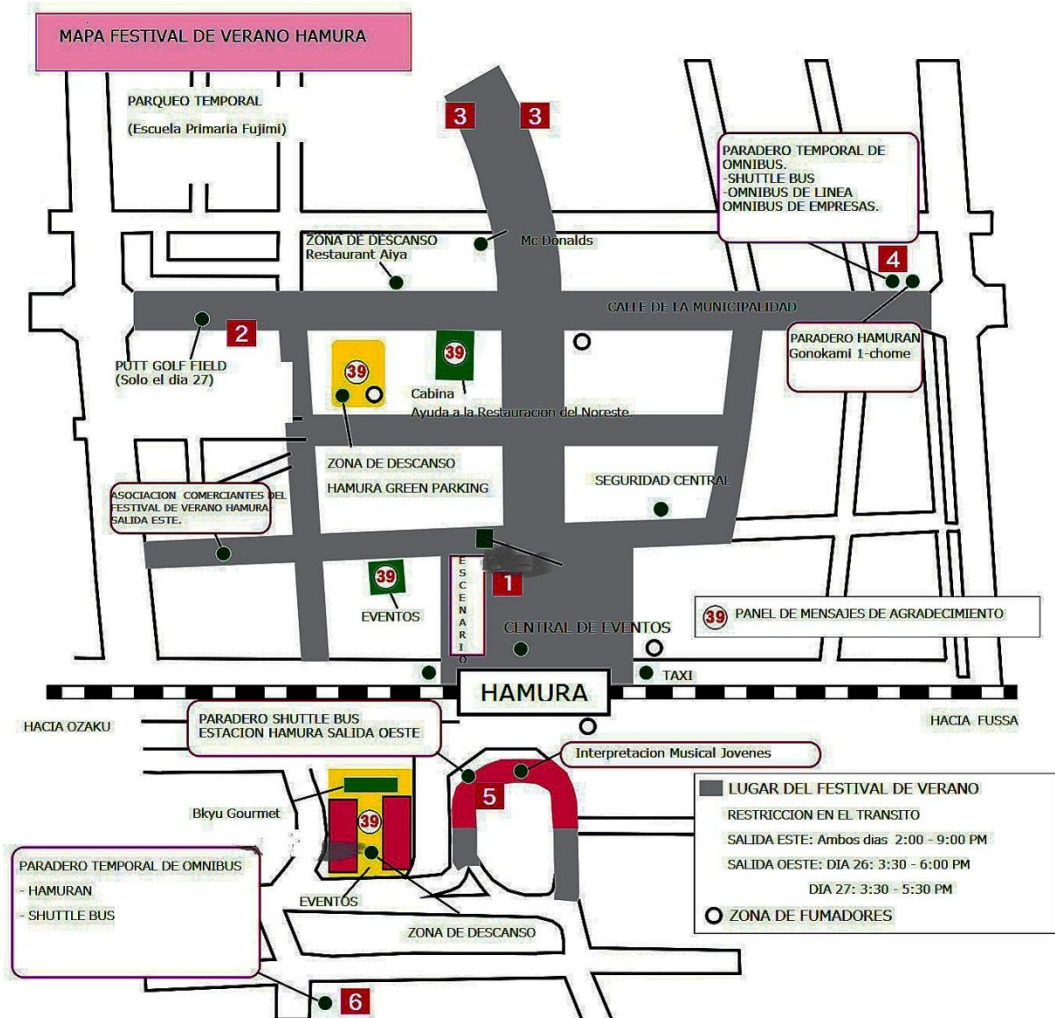 MAPA FESTIVAL DE VERANO HAMURA
PARQUEO TEMPORAL
(Escuela Primaria Fujimi)
3
3
PARADERO TEMPORAL DE
OMNIBUS.
-SHUTTLE BUS
-OMNIBUS DE LINEA
OMNIBUS DE EMPRESAS.
ZONA DE DESCANSO
Restaurant Aiya
Mc Donalds
4
CALLE DE LA MUNICIPALIDAD
2
PARADERO HAMURAN
Gonokami 1-chome
PUTT GOLF FIELD
(Solo el dia 27)
39
39
Cabina
Ayuda a la Restauracion del Noreste.
ZONA DE DESCANSO
HAMURA GREEN PARKING
SEGURIDAD CENTRAL
ASOCIACION COMERCIANTES DEL
FESTIVAL DE VERANO HAMURA
SALIDA ESTE.
39
EVENTOS
ESCENARIO
1
CENTRAL DE EVENTOS
39 PANEL DE MENSAJES DE AGRADECIMIENTO
TAXI
HAMURA
HACIA OZAKU
HACIA FUSSA
PARADERO SHUTTLE BUS
ESTACION HAMURA SALIDA OESTE
Interpretacion Musical Jovenes
5
Bkyu Gourmet
39
LUGAR DEL FESTIVAL DE VERANO
RESTRICCION EN EL TRANSITO
SALIDA ESTE: Ambos dias 2:00 - 9:00 PM
SALIDA OESTE: DIA 26: 3:30 - 6:00 PM
DIA 27: 3:30 - 5:30 PM
ZONA DE FUMADORES
PARADERO TEMPORAL DE OMNIBUS
- HAMURAN
- SHUTTLE BUS
EVENTOS
ZONA DE DESCANSO
6